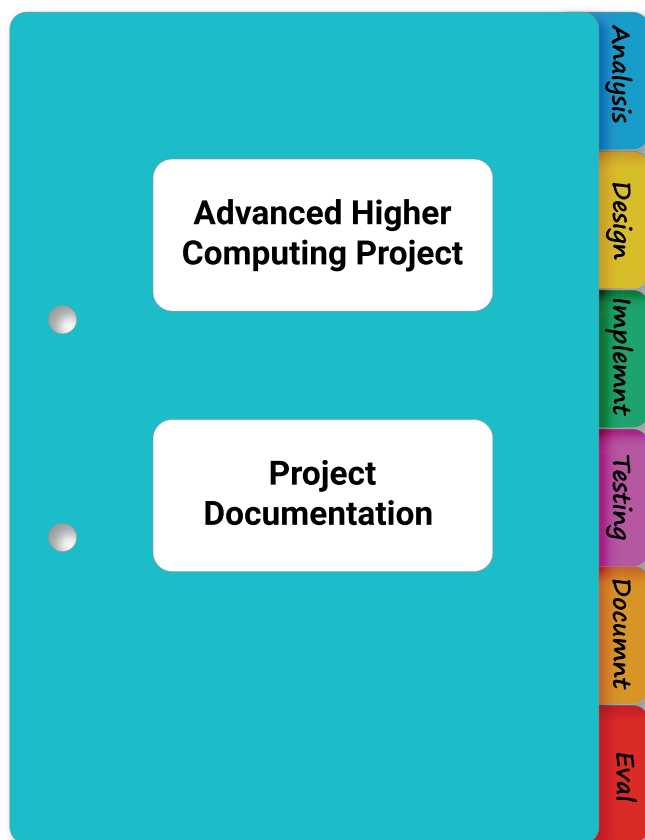 Advanced Higher
Computing Project
Project
Documentation
Analysis
Design
Implemnt
Testing
Documnt
Eval